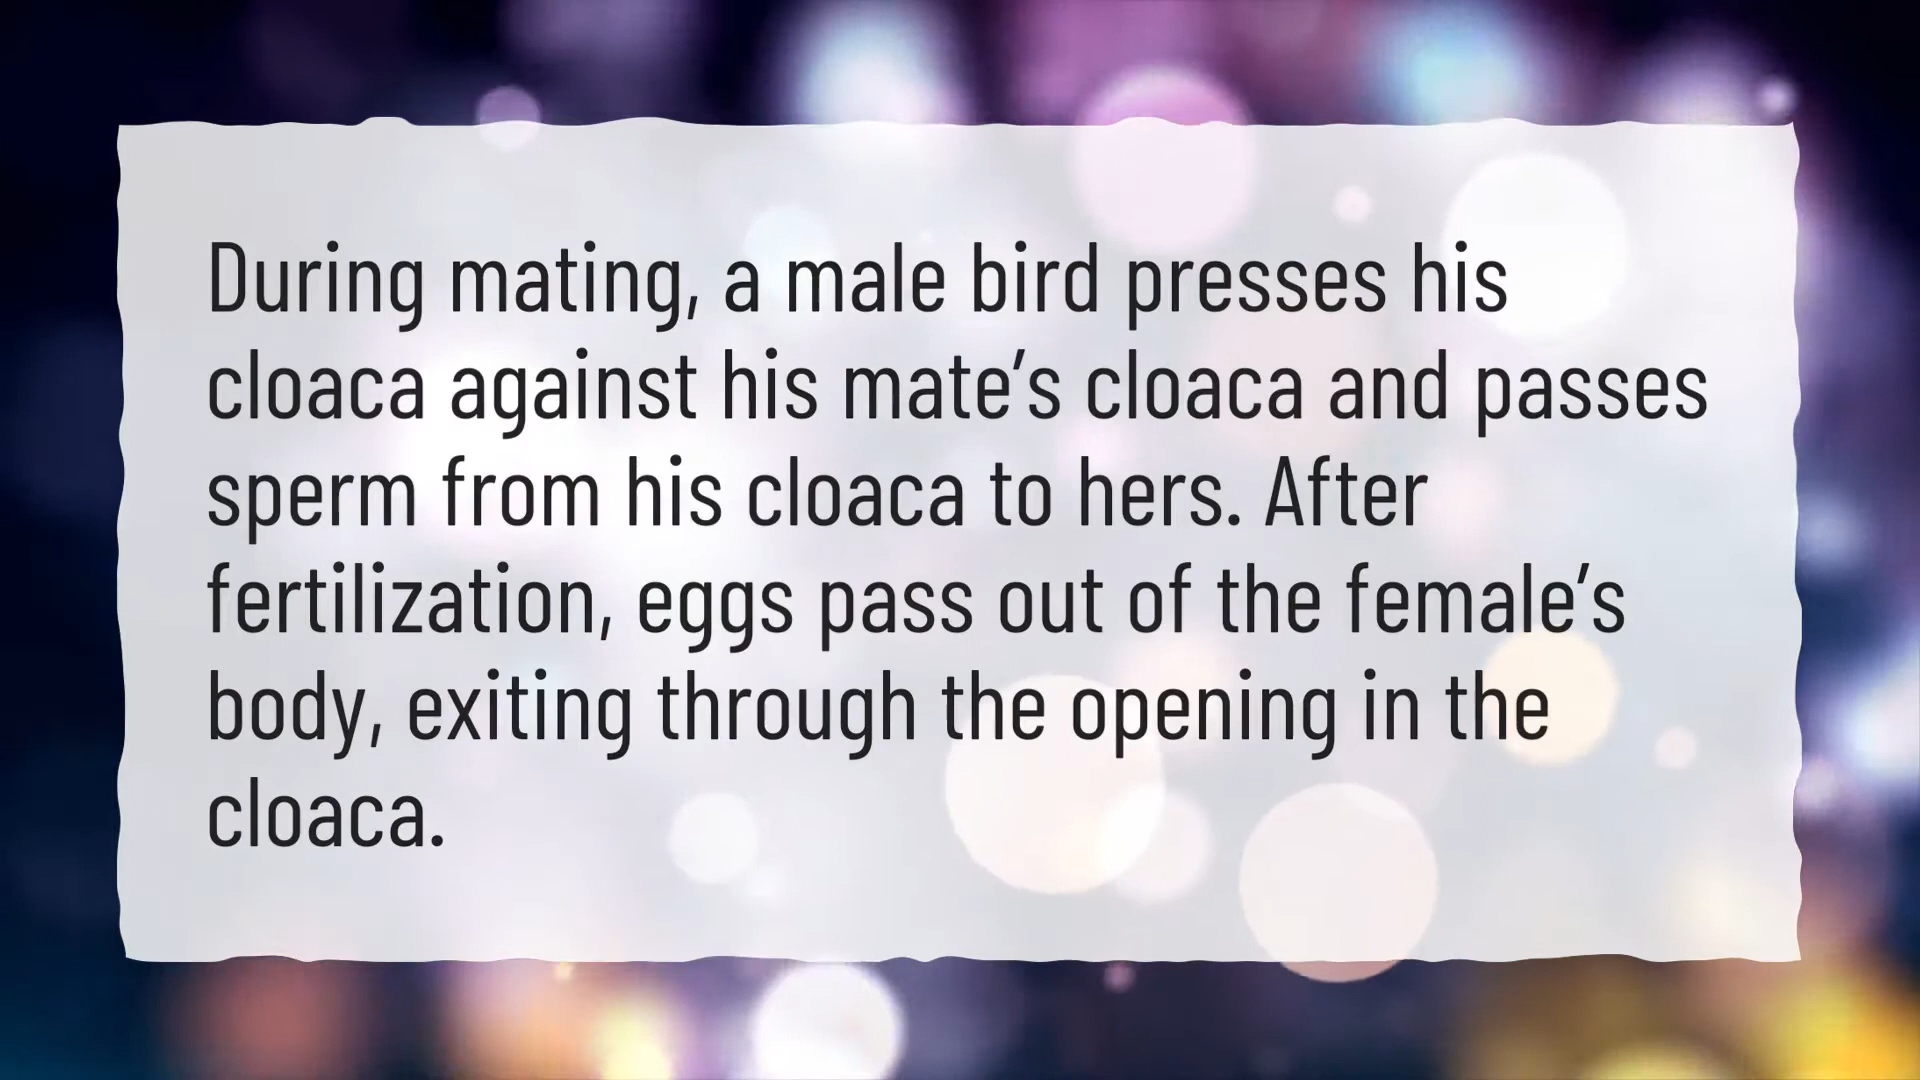 During mating, a male bird presses his
cloaca against his mate’s cloaca and passes
sperm from his cloaca to hers. After
fertilization, eggs pass out of the female’s
body, exiting through the opening in the
cloaca.